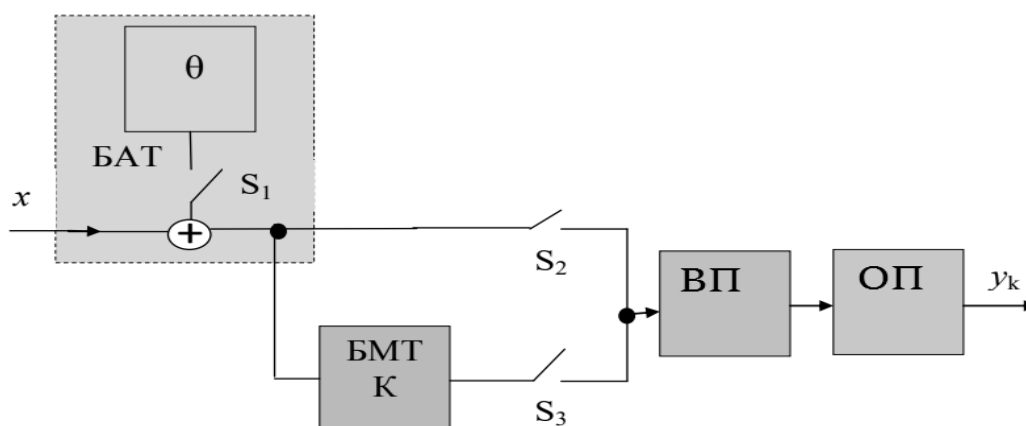 θ
БАТ
S₁
x
+
S₂
ВП
ОП
yₖ
БМТ
К
S₃